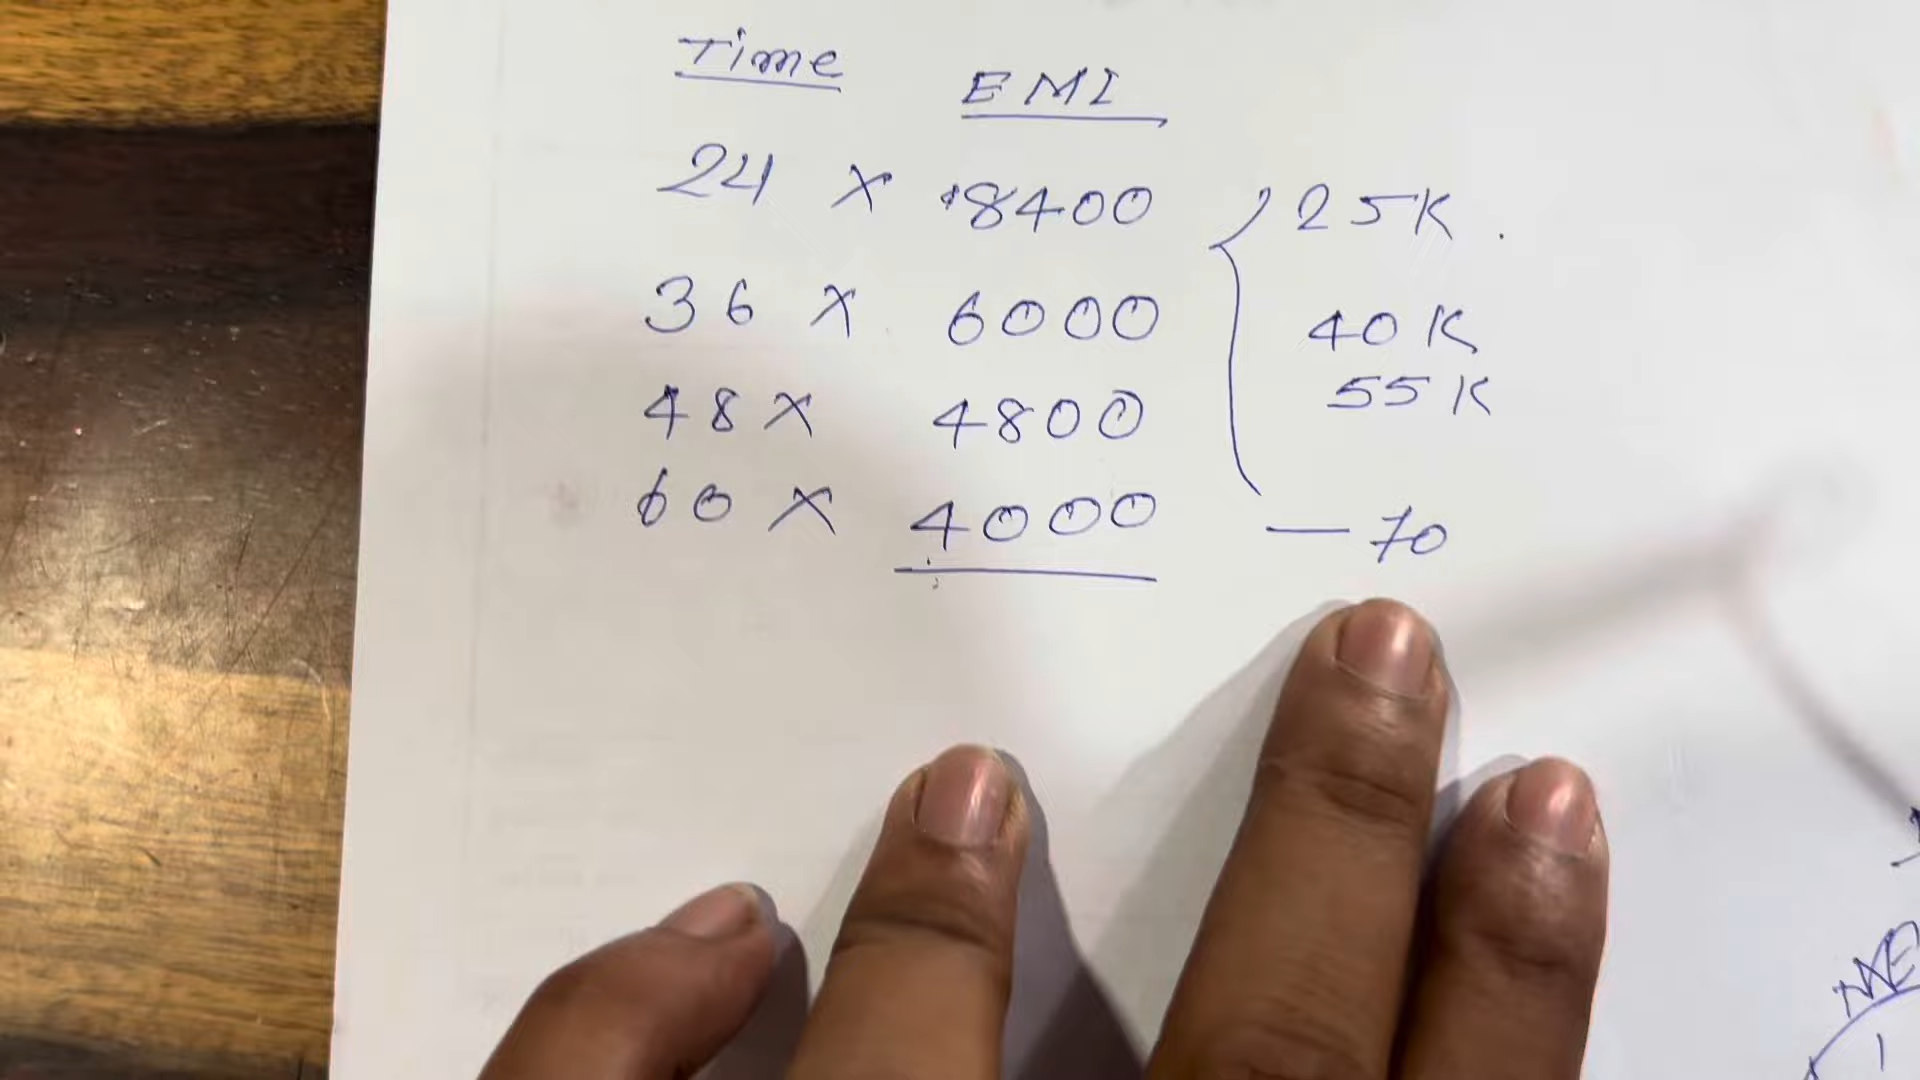 Time EMI
24 x 8400 25K.
36 x 6000 40K
48 x 4800 55K
60 x 4000 — 70